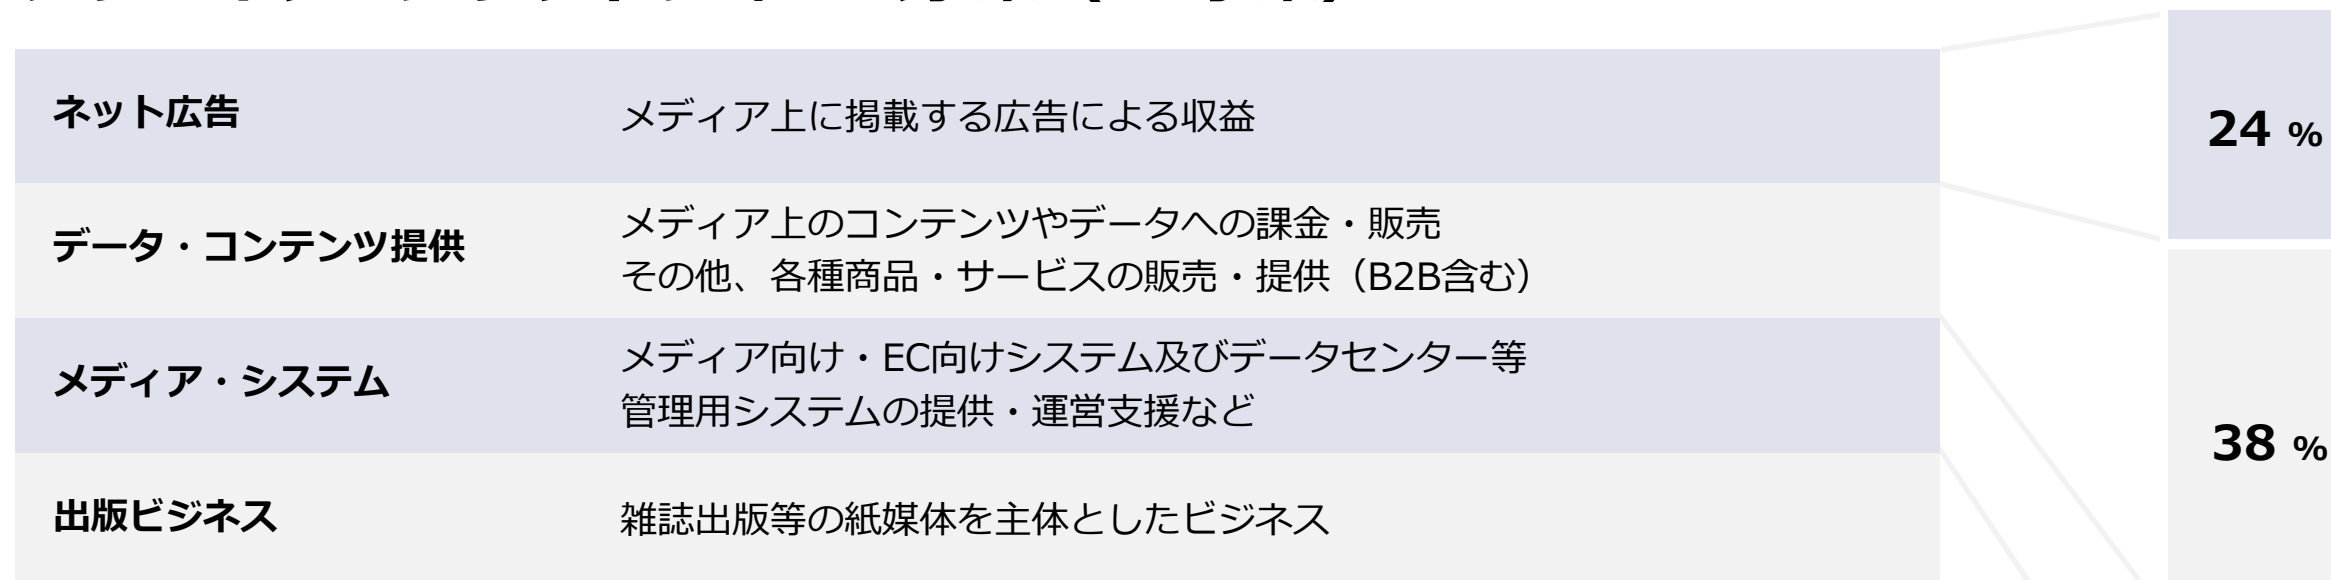 ネット広告
メディア上に掲載する広告による収益
24 %
データ・コンテンツ提供
メディア上のコンテンツやデータへの課金・販売
その他、各種商品・サービスの販売・提供（B2B含む）
メディア・システム
メディア向け・EC向けシステム及びデータセンター等
管理用システムの提供・運営支援など
38 %
出版ビジネス
雑誌出版等の紙媒体を主体としたビジネス